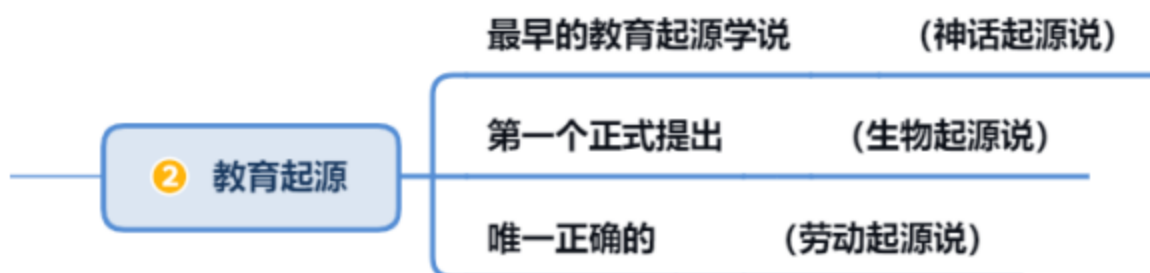 最早的教育起源学说 (神话起源说)
第一个正式提出 (生物起源说)
2 教育起源
唯一正确的 (劳动起源说)